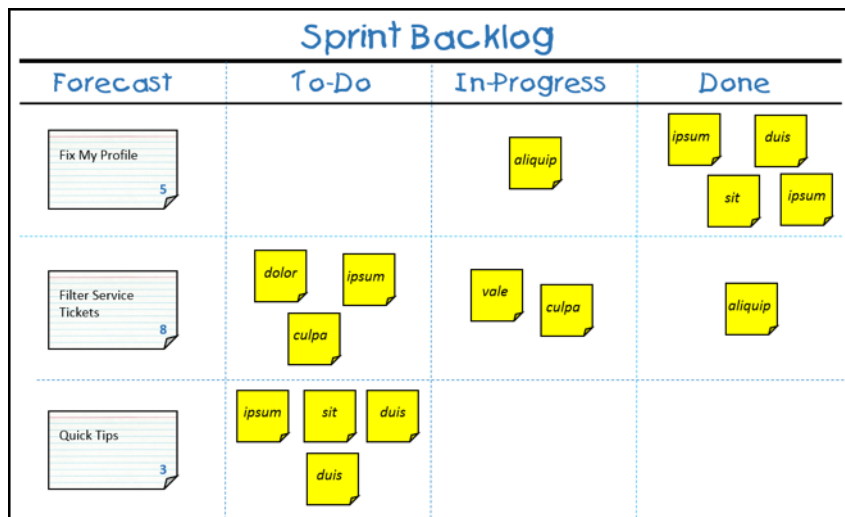 Sprint Backlog
Forecast To-Do In-Progress Done
Fix My Profile
5
aliquip
ipsum
duis
sit
ipsum
Filter Service
Tickets
8
dolor
ipsum
culpa
vale
culpa
aliquip
Quick Tips
3
ipsum
sit
duis
duis